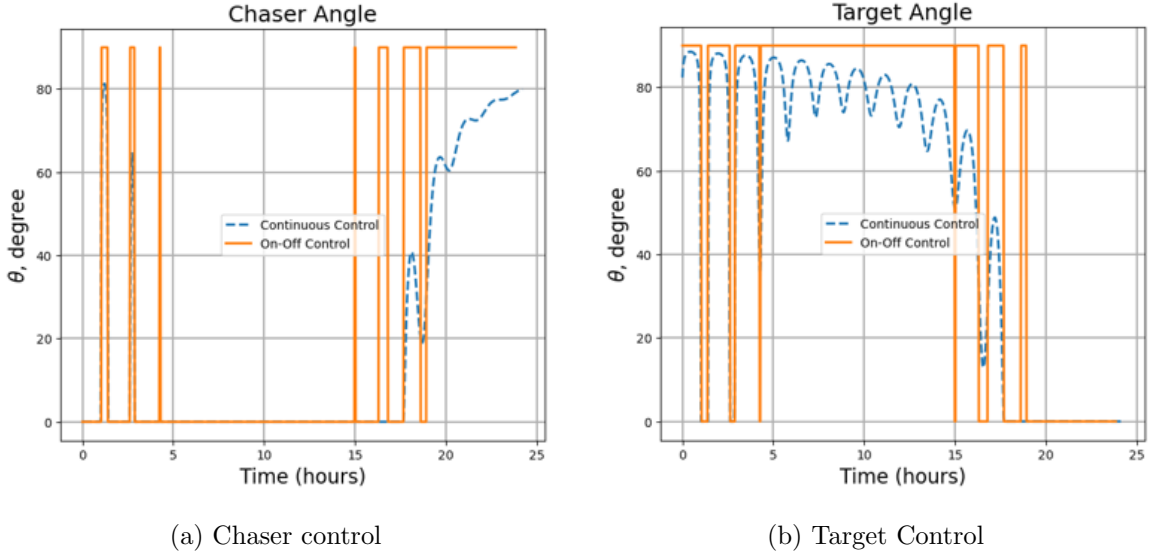 Chaser Angle
80
60
40
20
0
θ, degree
Continuous Control
On-Off Control
0 5 10 15 20 25
Time (hours)
(a) Chaser control
Target Angle
80
60
40
20
0
θ, degree
Continuous Control
On-Off Control
0 5 10 15 20 25
Time (hours)
(b) Target Control